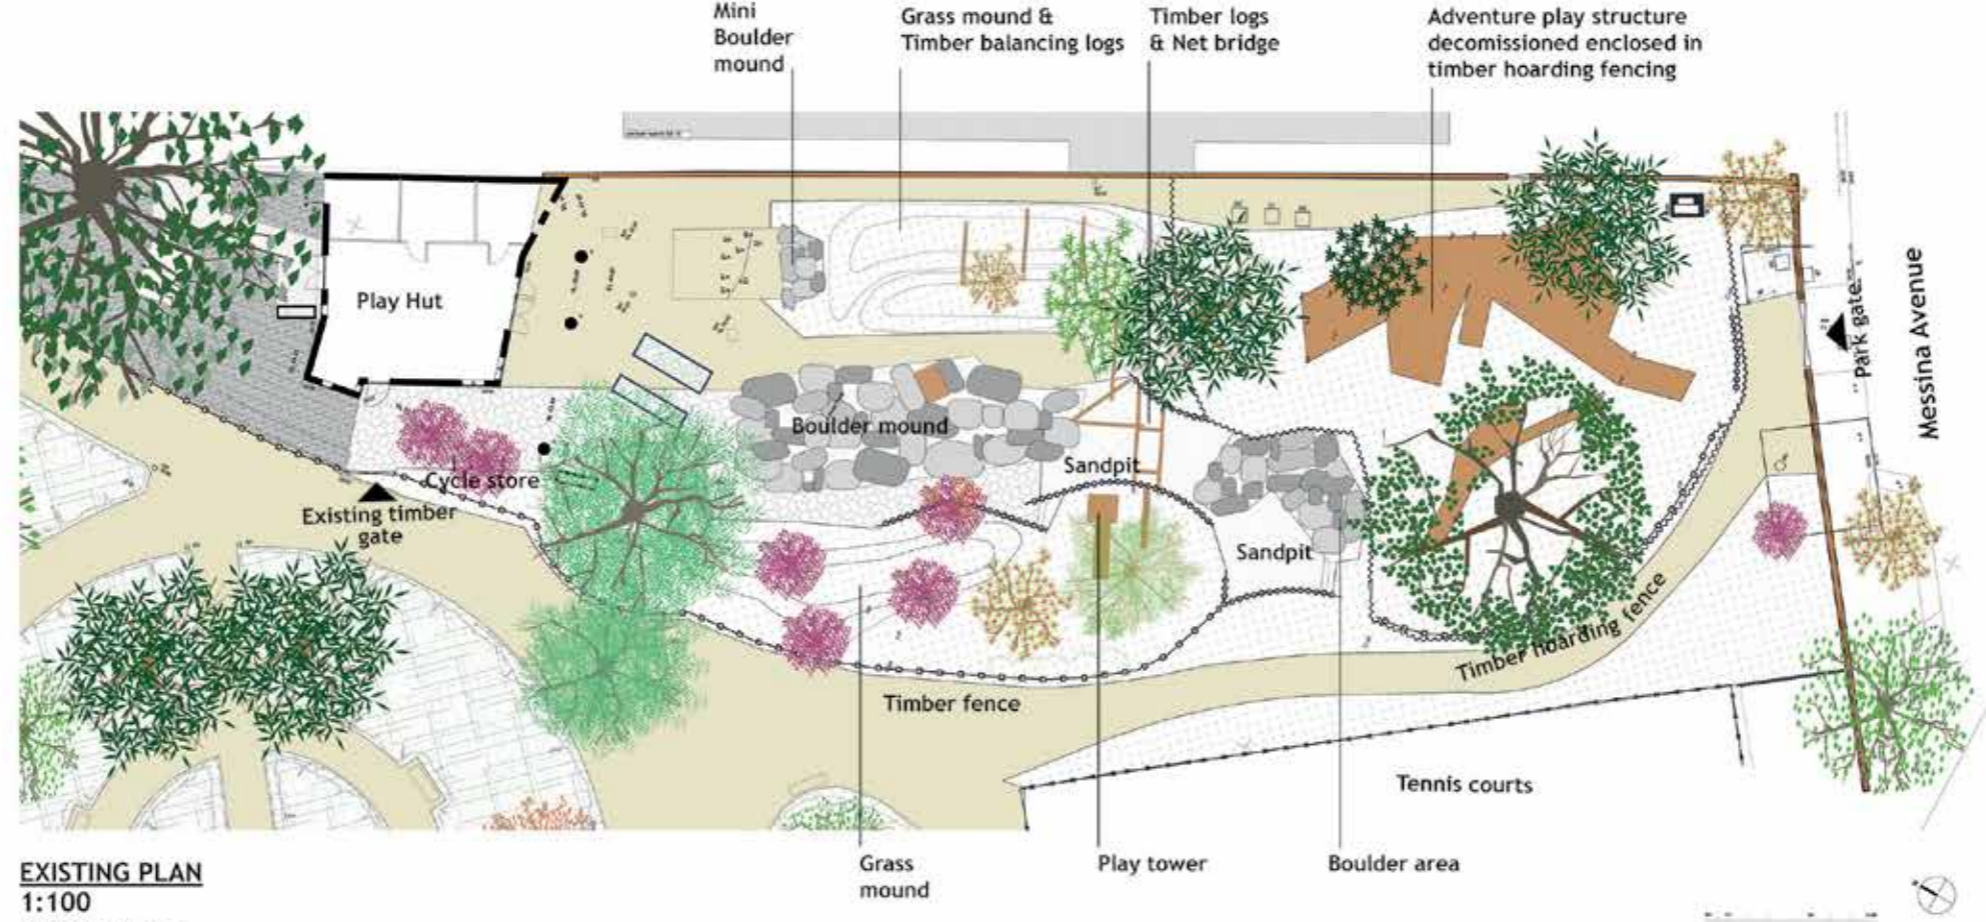 Mini
Boulder
mound
Grass mound &
Timber balancing logs
Timber logs
& Net bridge
Adventure play structure
decomissioned enclosed in
timber hoarding fencing
Play Hut
Park gate
Messina Avenue
Boulder mound
Sandpit
Cycle store
Existing timber
gate
Sandpit
Timber hoarding fence
Timber fence
Tennis courts
Grass
mound
Play tower
Boulder area
EXISTING PLAN
1:100